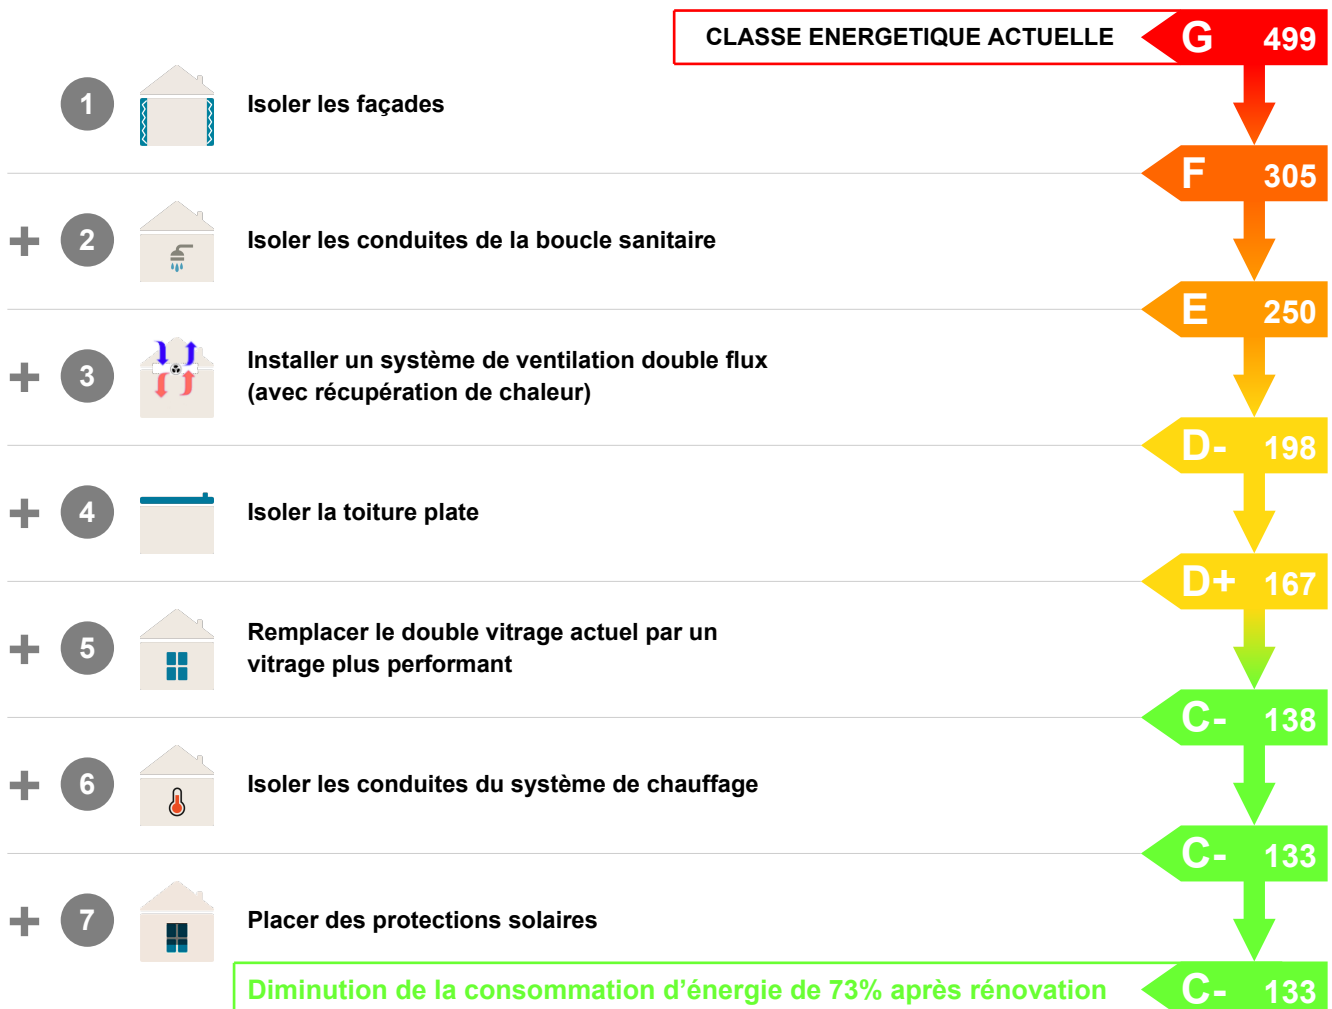 CLASSE ENERGETIQUE ACTUELLE G 499
1 Isoler les façades
F 305
+ 2 Isoler les conduites de la boucle sanitaire
E 250
+ 3 Installer un système de ventilation double flux
(avec récupération de chaleur)
D- 198
+ 4 Isoler la toiture plate
D+ 167
+ 5 Remplacer le double vitrage actuel par un
vitrage plus performant
C- 138
+ 6 Isoler les conduites du système de chauffage
C- 133
+ 7 Placer des protections solaires
Diminution de la consommation d’énergie de 73% après rénovation C- 133